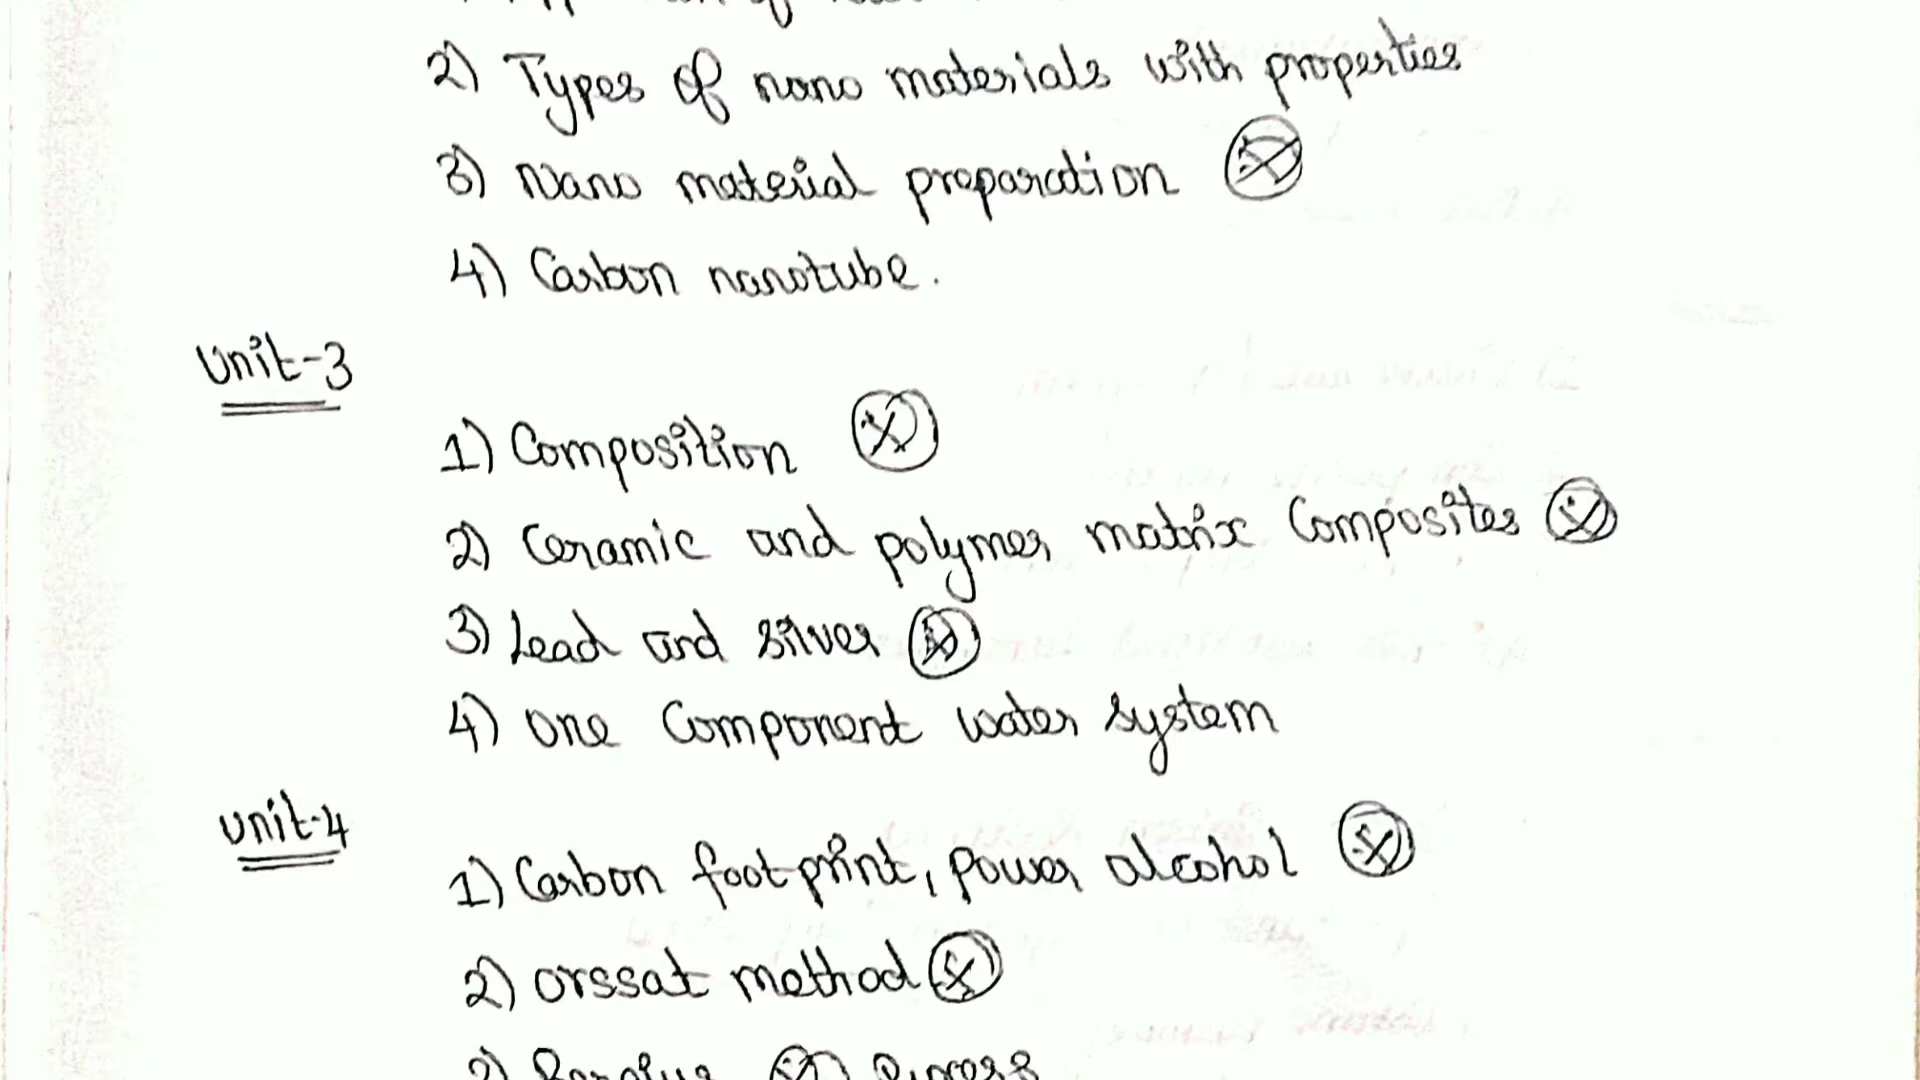 2) Types of nano materials with properties
3) Nano material preparation
4) Carbon nanotube.
Unit-3
1) Composition
2) Ceramic and polymer matrix Composites
3) Lead and silver
4) one Component water system
Unit-4
1) Carbon foot print, power alcohol
2) orssat method